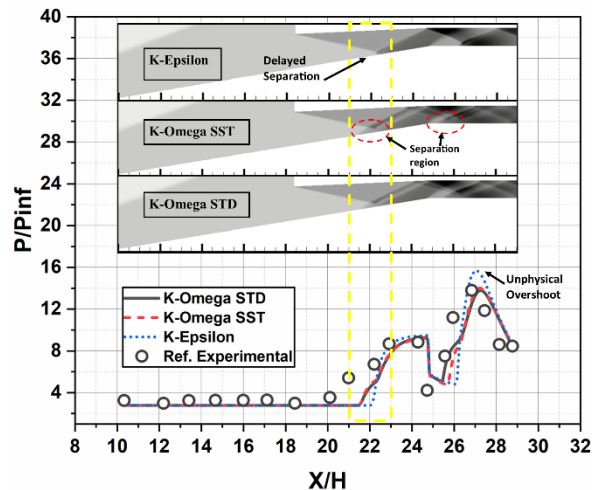 40
36
32
28
24
20
16
12
8
4
P/Pinf
K-Epsilon
Delayed
Separation
K-Omega SST
Separation
region
K-Omega STD
Unphysical
Overshoot
K-Omega STD
K-Omega SST
K-Epsilon
Ref. Experimental
8 10 12 14 16 18 20 22 24 26 28 30 32
X/H